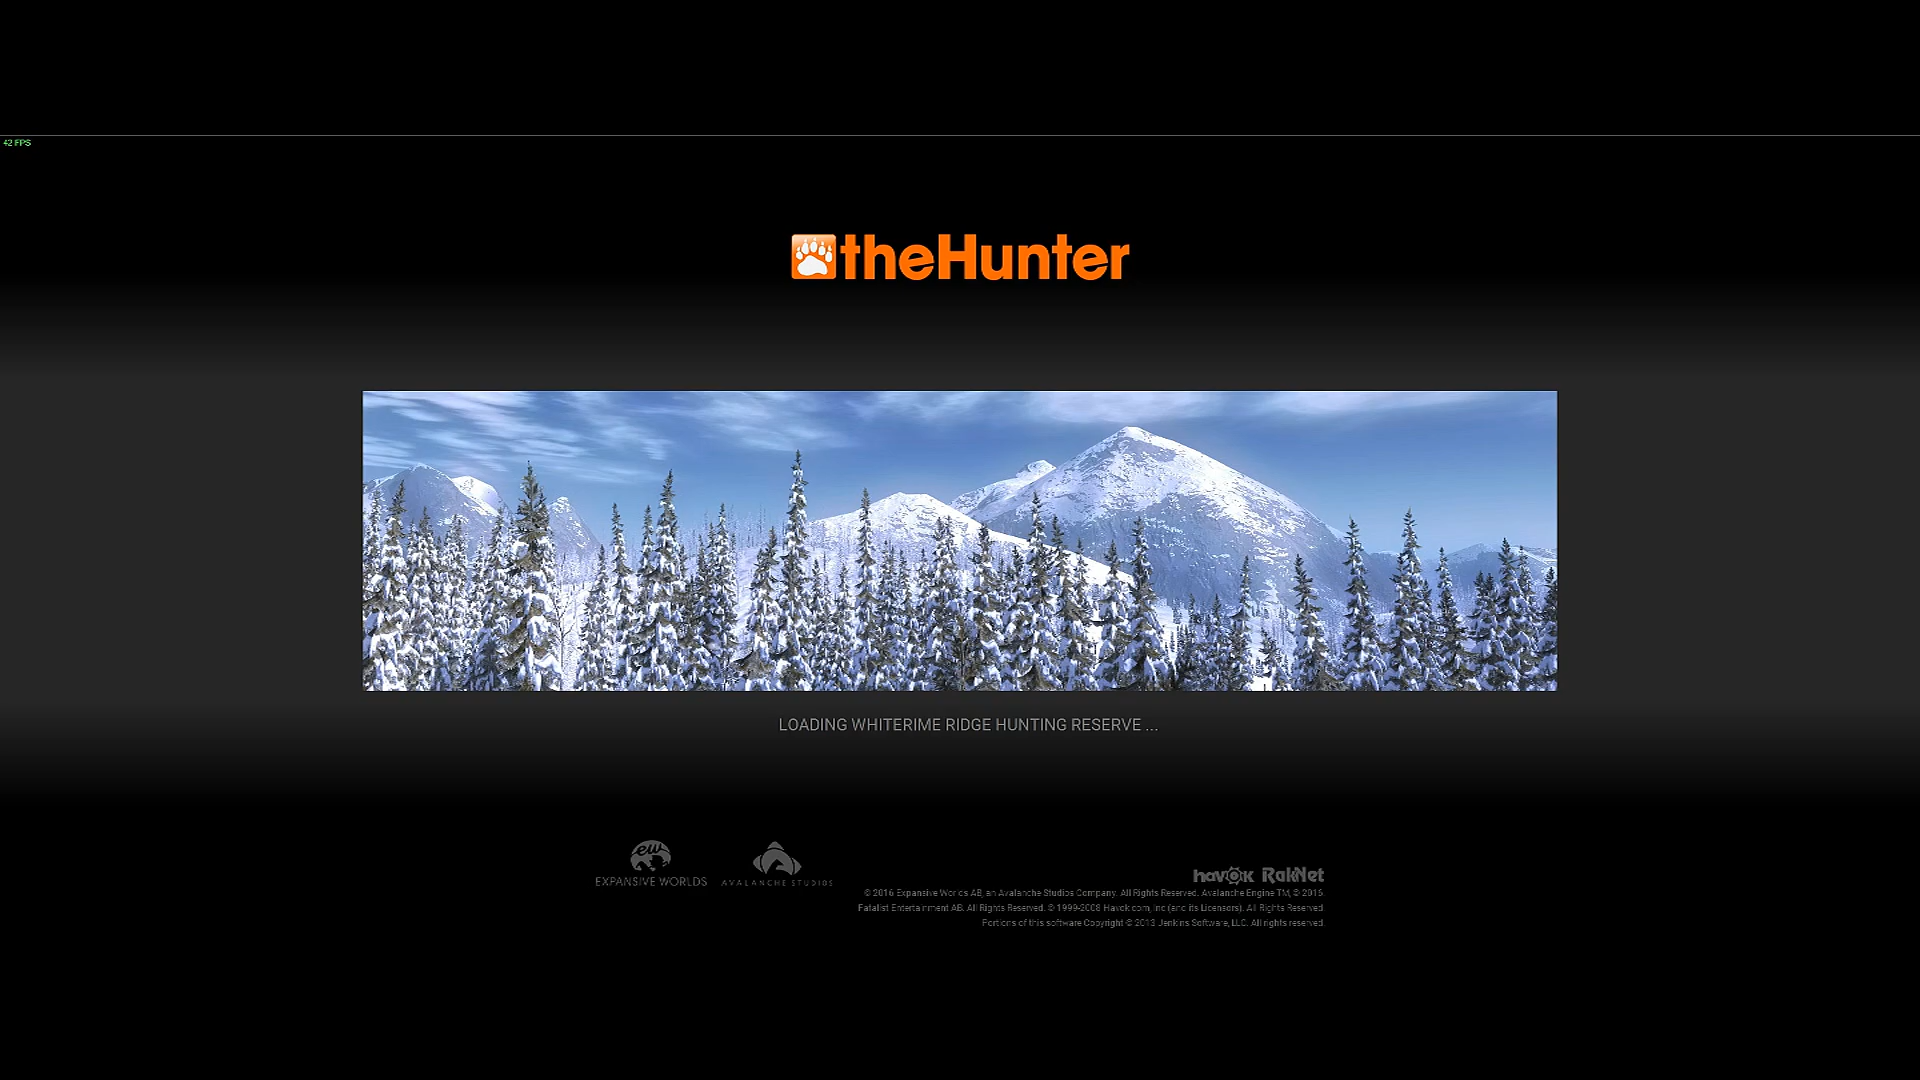 42 FPS
theHunter
LOADING WHITERIME RIDGE HUNTING RESERVE ...
ew
EXPANSIVE WORLDS
AVALANCHE STUDIOS
havok RakNet
© 2016 Expansive Worlds AB, an Avalanche Studios Company. All Rights Reserved. Avalanche Engine TM, © 2016.
Fatalist Entertainment AB. All Rights Reserved. © 1999-2008 Havok.com, Inc (and its Licensors). All Rights Reserved.
Portions of this software Copyright © 2013 Jenkins Software, LLC. All rights reserved.